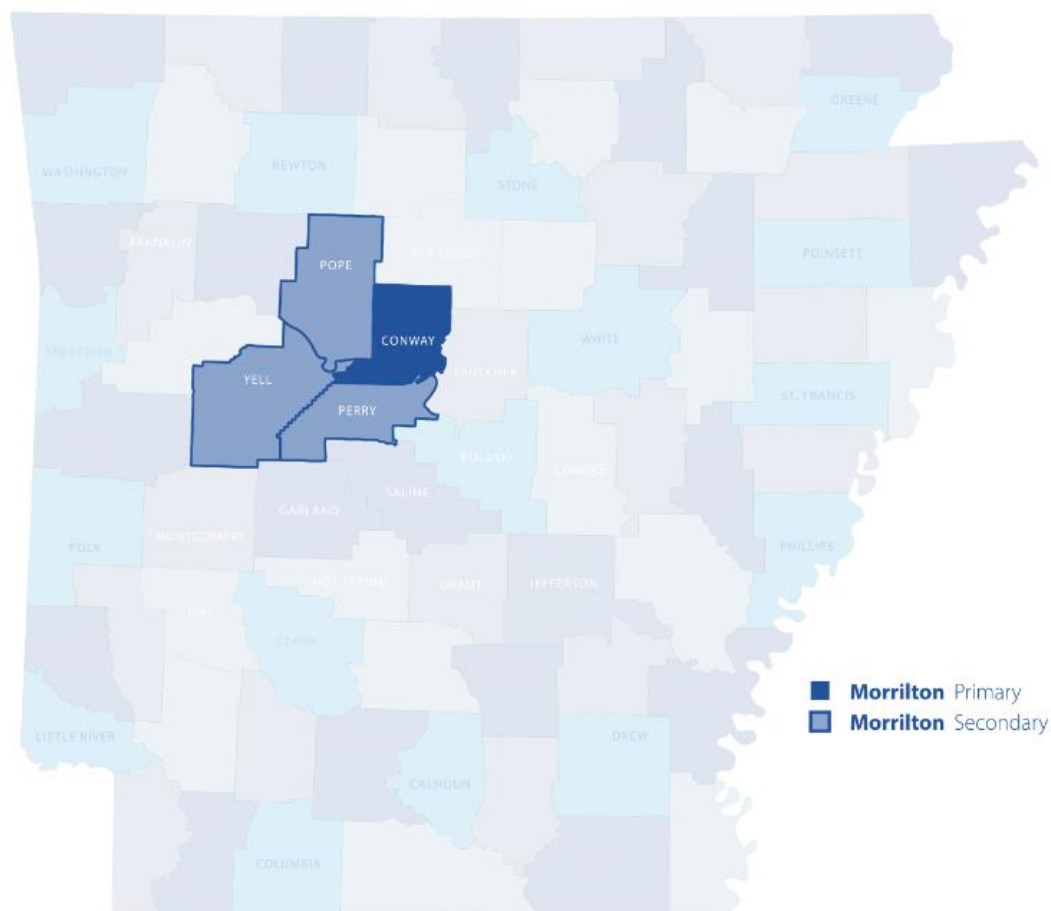 GREENE
WASHINGTON
NEWTON
STONE
FRANKLIN
VAN BUREN
POINSETT
POPE
SEBASTIAN
CONWAY
WHITE
YELL
FAULKNER
PERRY
ST. FRANCIS
PULASKI
LONOKE
SALINE
GARLAND
MONTGOMERY
POLK
PHILLIPS
HOT SPRING
GRANT
JEFFERSON
PIKE
CLARK
Morrilton Primary
Morrilton Secondary
LITTLE RIVER
DREW
CALHOUN
COLUMBIA